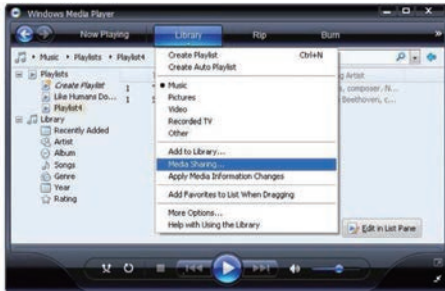 Windows Media Player
Now Playing
Library
Rip
Burn
Music
Playlists
Playlist4
Create Playlist Ctrl+N
Create Auto Playlist
Music
Pictures
Video
Recorded TV
Other
Add to Library...
Media Sharing...
Apply Media Information Changes
Add Favorites to List When Dragging
More Options...
Help with Using the Library
Playlists
Create Playlist
1
Like Humans Do...
1
Playlist4
Library
Recently Added
Artist
Album
Songs
Genre
Year
Rating
Artist
composer, N...
Beethoven, c...
Edit in List Pane